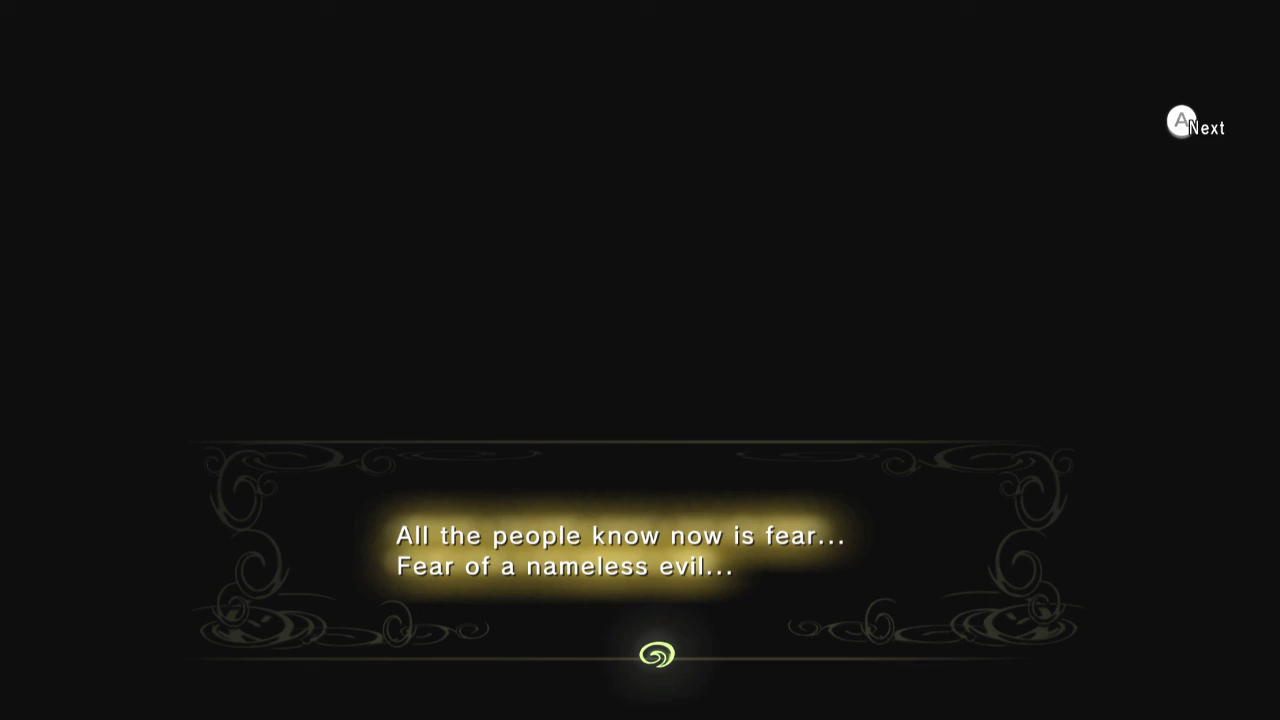 A Next
All the people know now is fear...
Fear of a nameless evil...